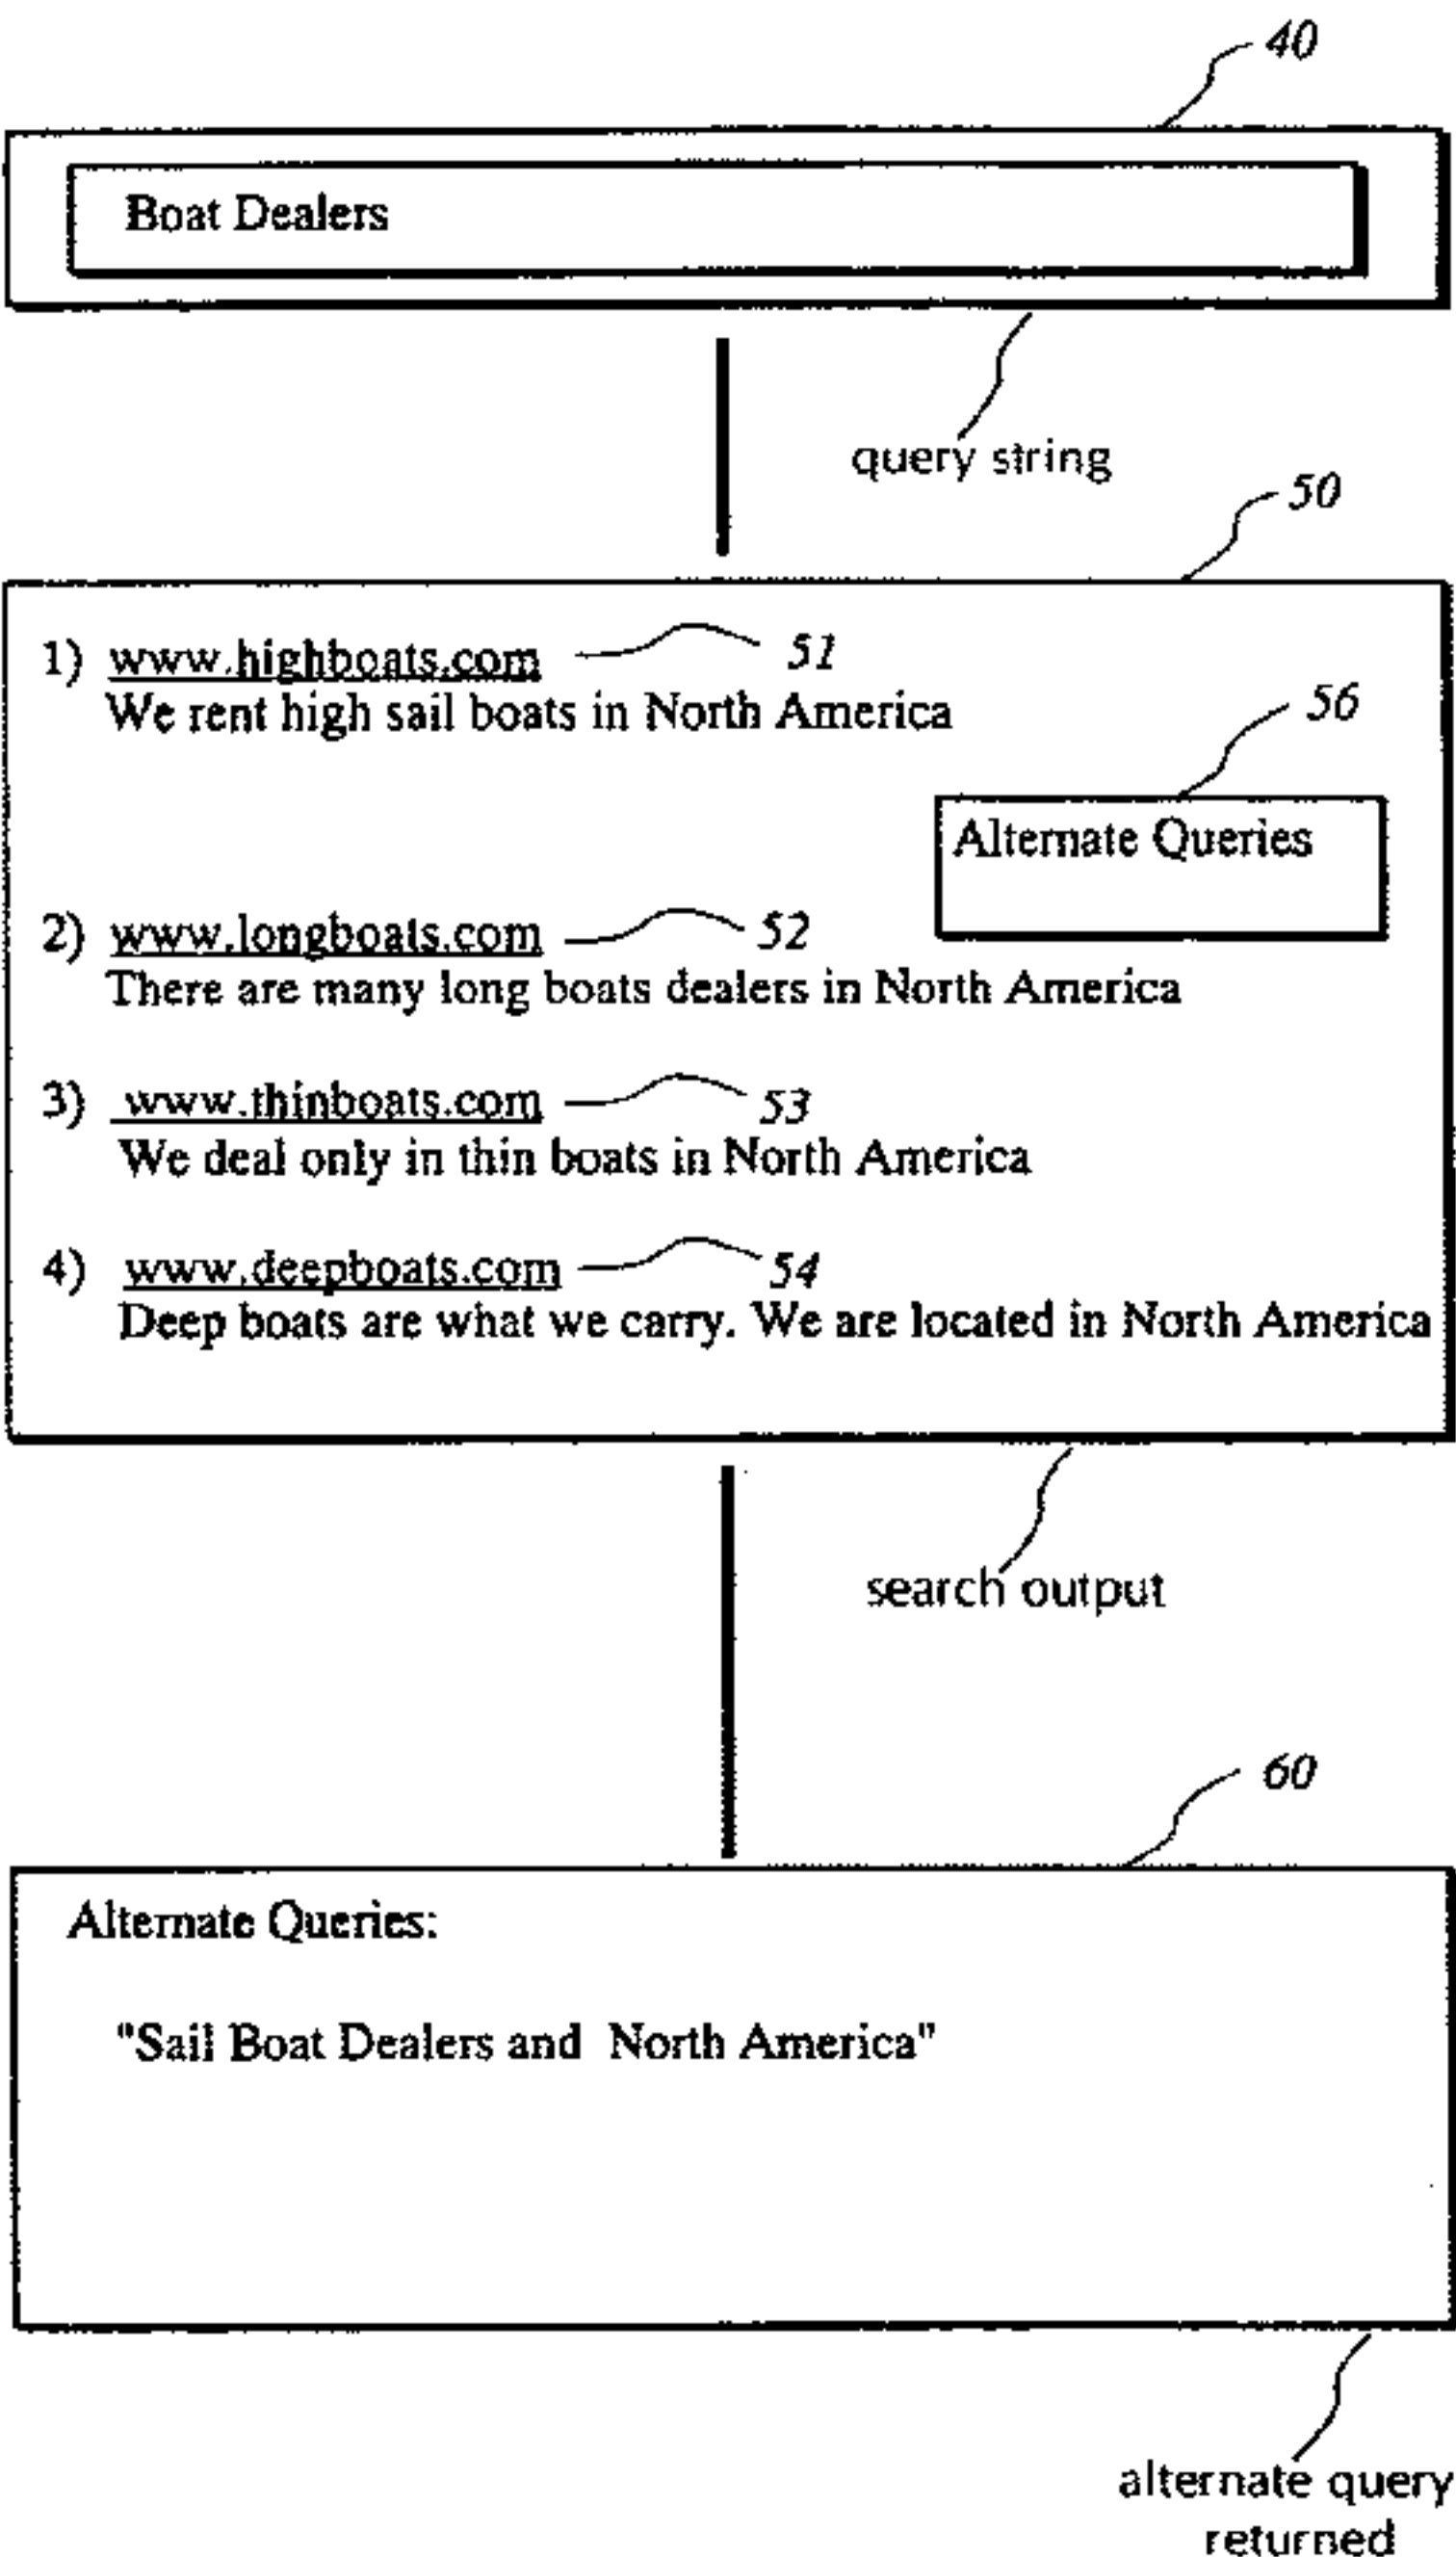 40
Boat Dealers
query string
50
1) www.highboats.com 51
We rent high sail boats in North America
56
Alternate Queries
2) www.longboats.com 52
There are many long boats dealers in North America
3) www.thinboats.com 53
We deal only in thin boats in North America
4) www.deepboats.com 54
Deep boats are what we carry. We are located in North America
search output
60
Alternate Queries:
"Sail Boat Dealers and North America"
alternate query
returned